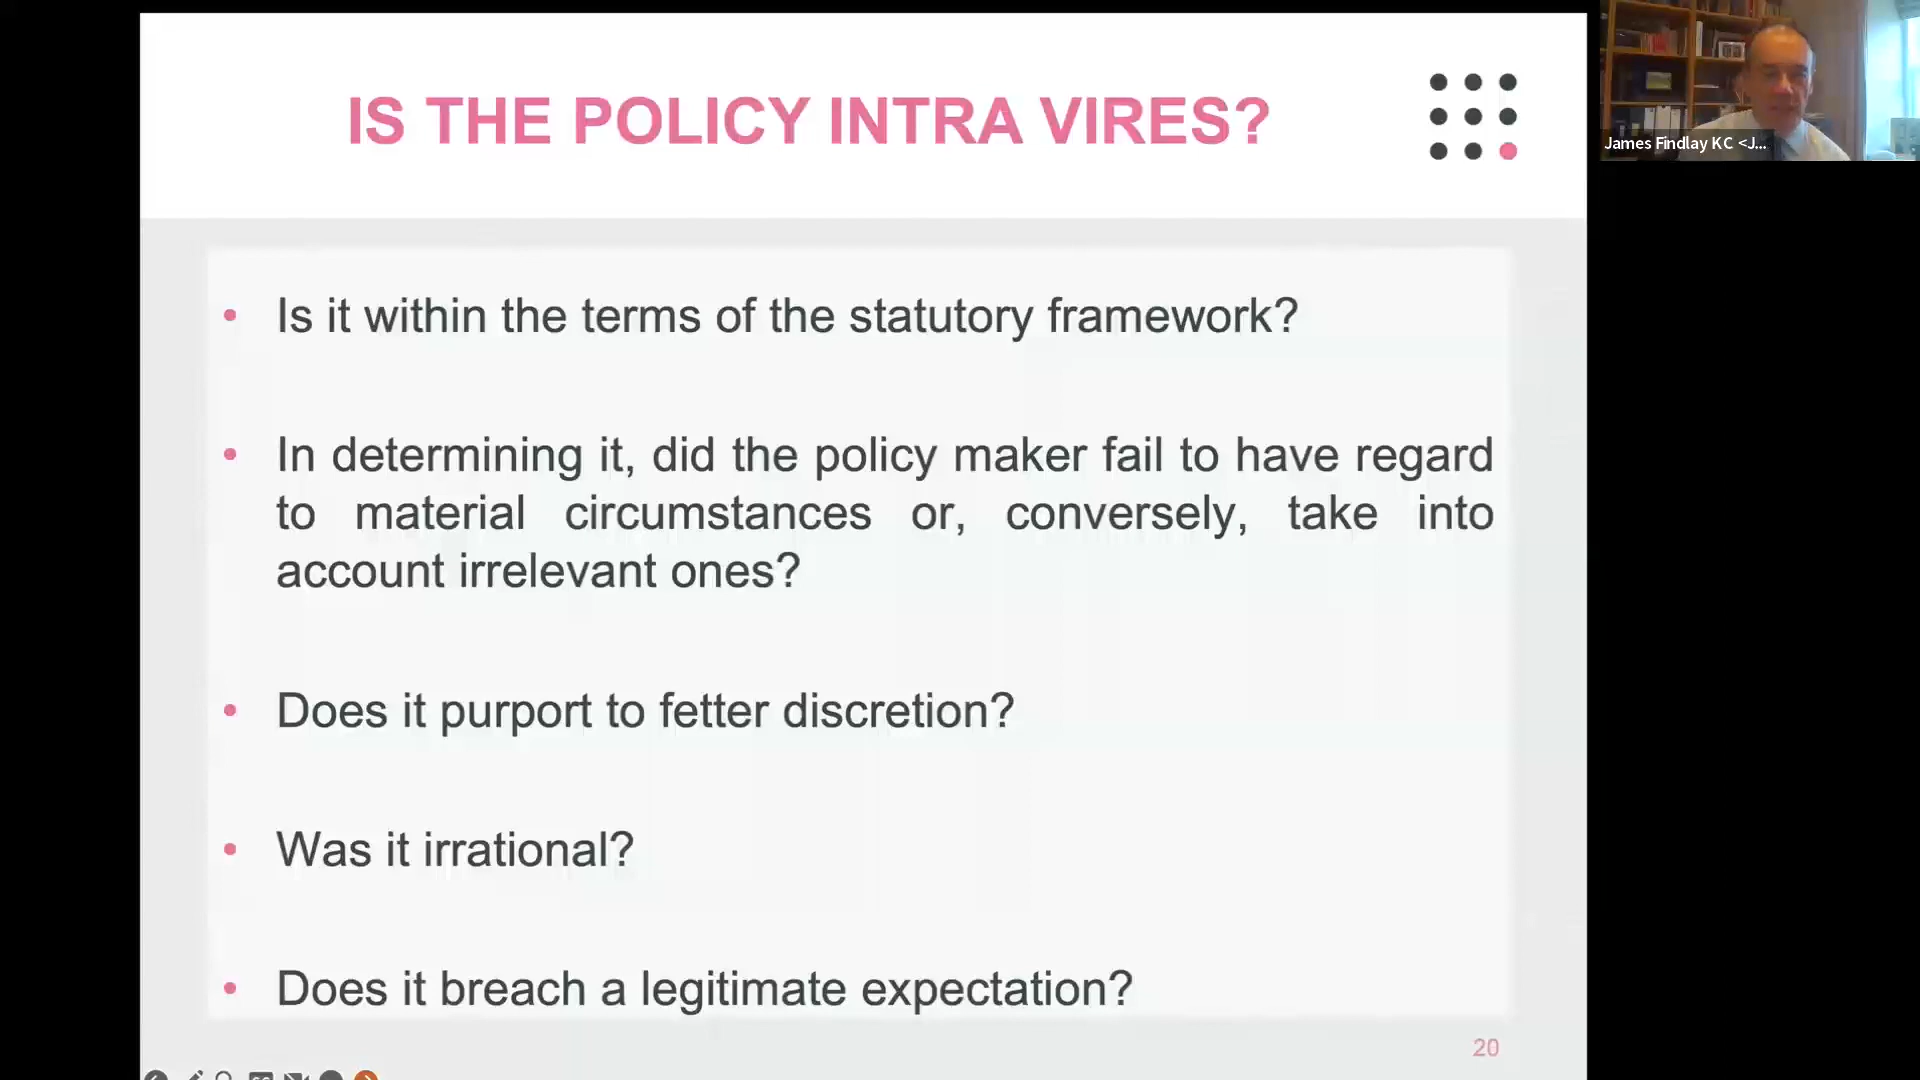 IS THE POLICY INTRA VIRES?
James Findlay KC <J...
• Is it within the terms of the statutory framework?
• In determining it, did the policy maker fail to have regard
to material circumstances or, conversely, take into
account irrelevant ones?
• Does it purport to fetter discretion?
• Was it irrational?
• Does it breach a legitimate expectation?
20